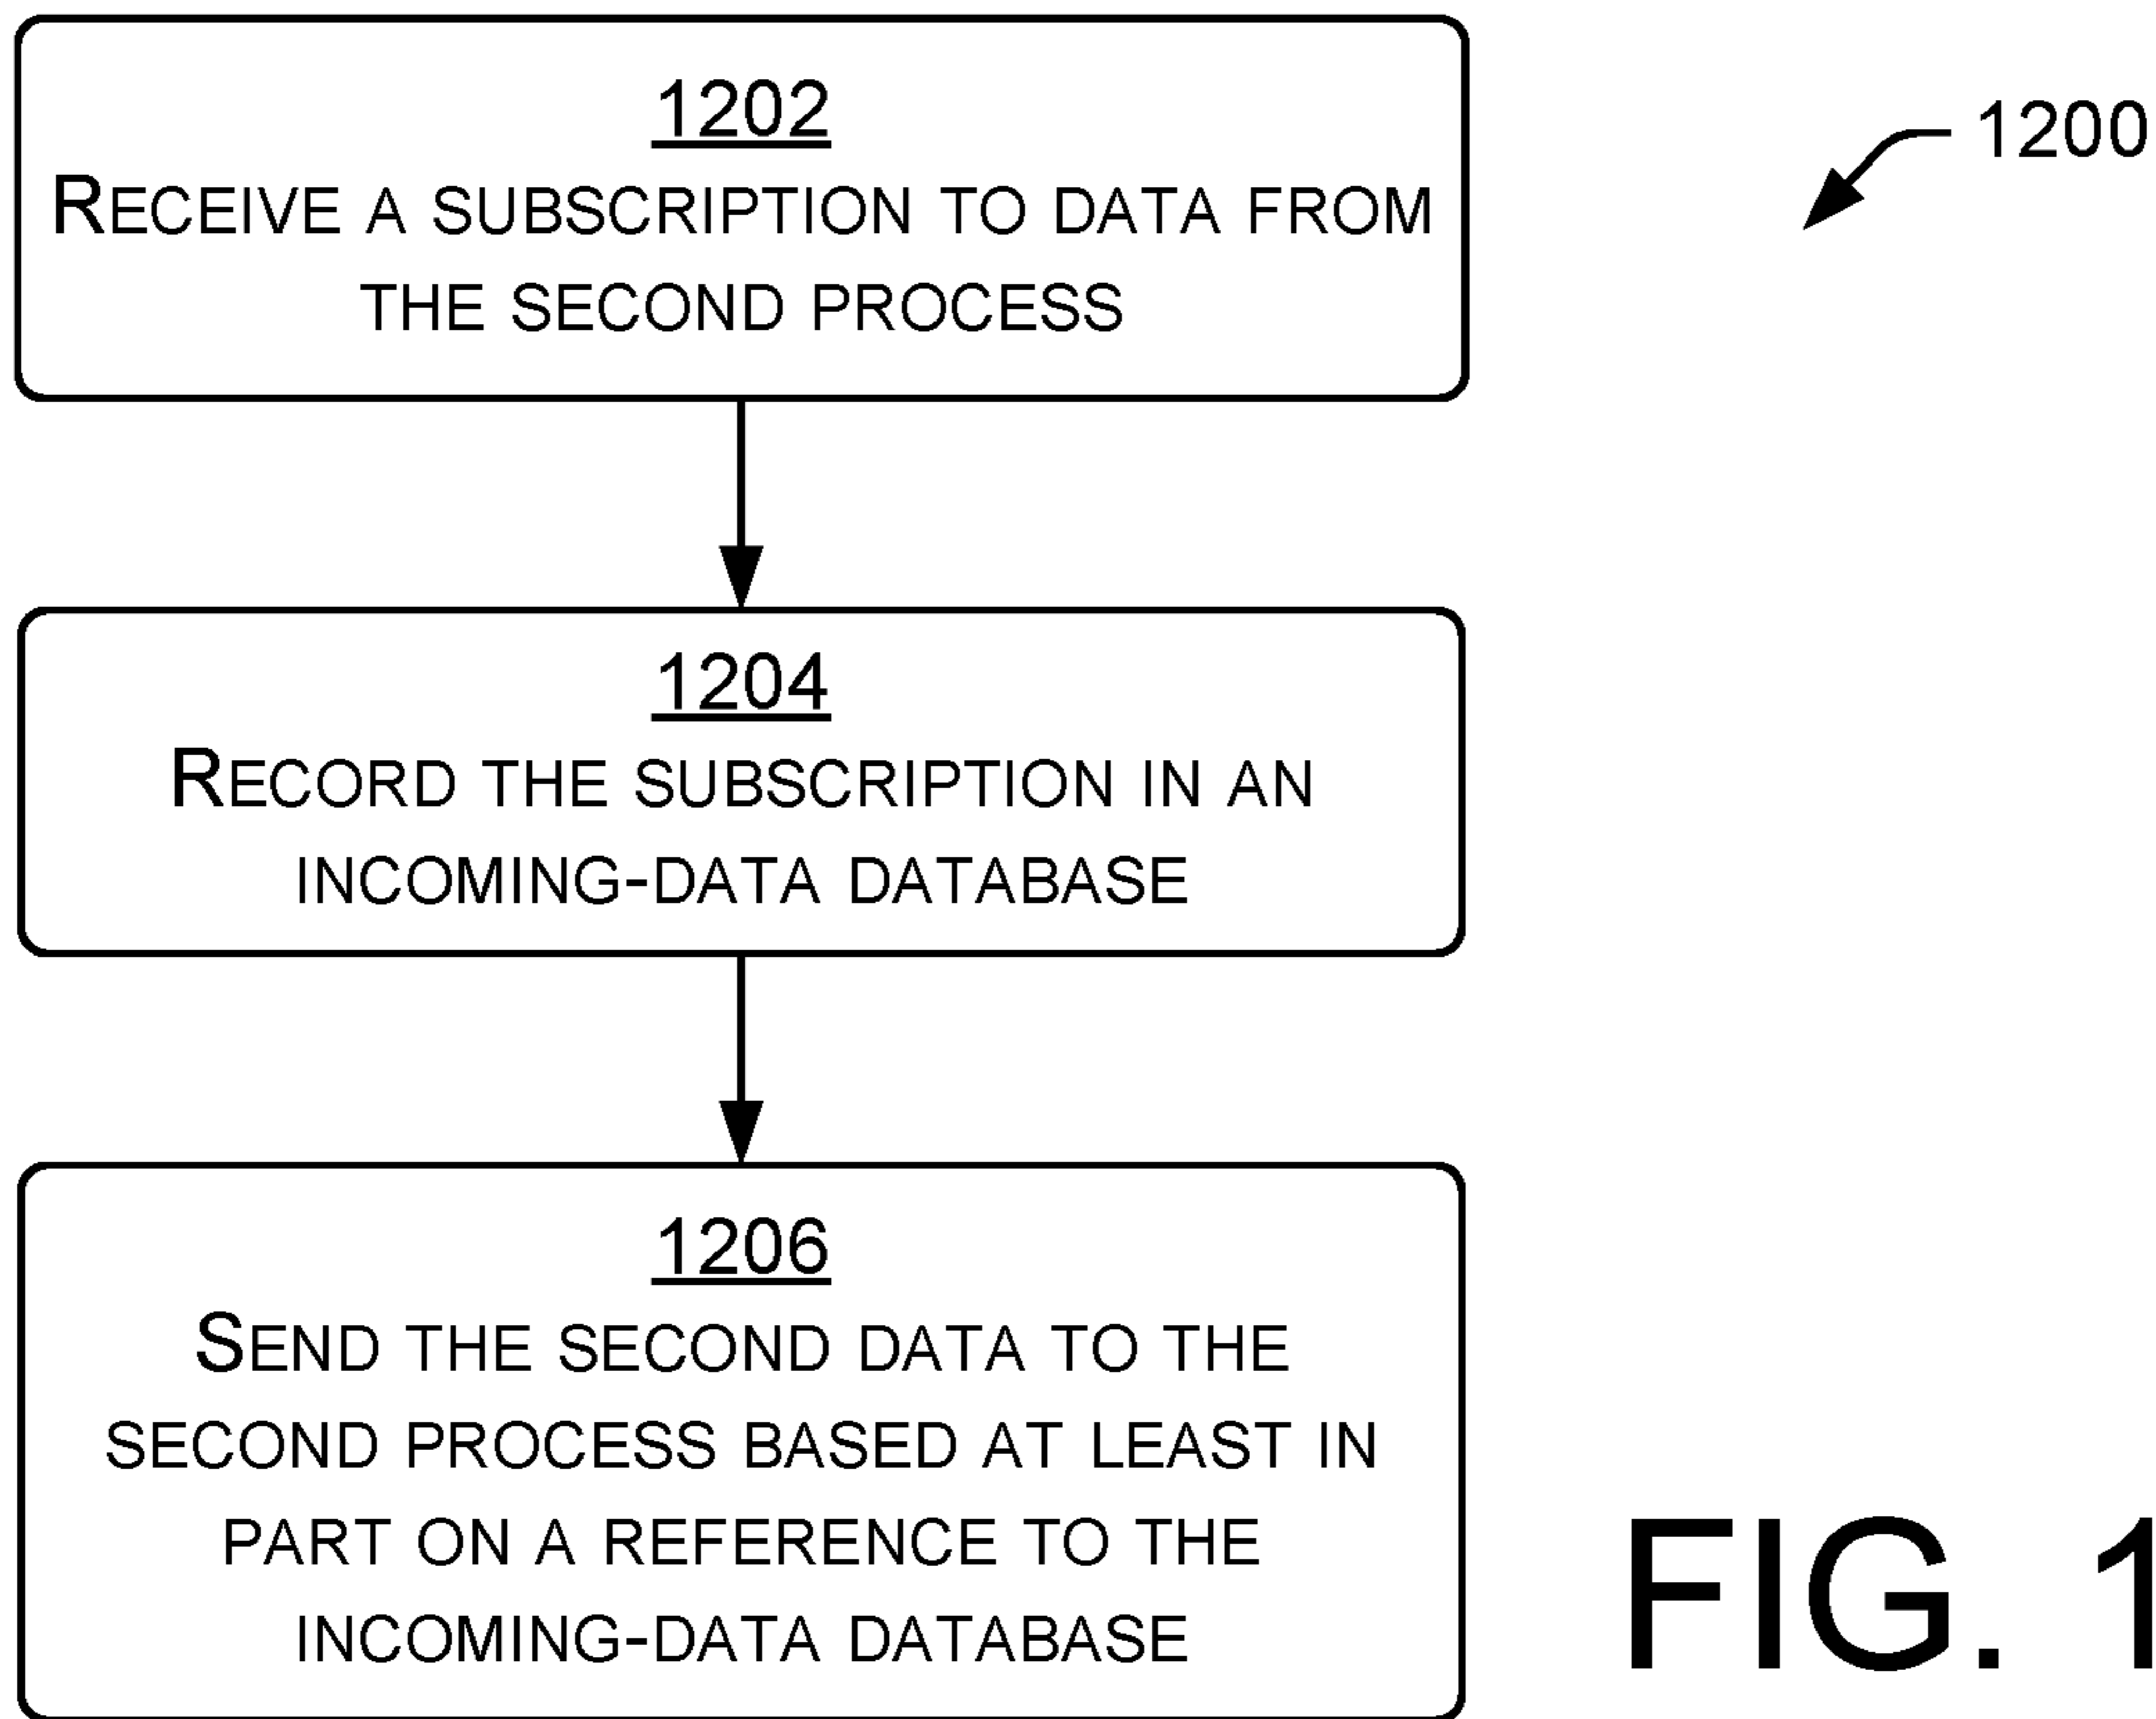 1202
RECEIVE A SUBSCRIPTION TO DATA FROM
THE SECOND PROCESS
1200
1204
RECORD THE SUBSCRIPTION IN AN
INCOMING-DATA DATABASE
1206
SEND THE SECOND DATA TO THE
SECOND PROCESS BASED AT LEAST IN
PART ON A REFERENCE TO THE
INCOMING-DATA DATABASE
FIG. 1